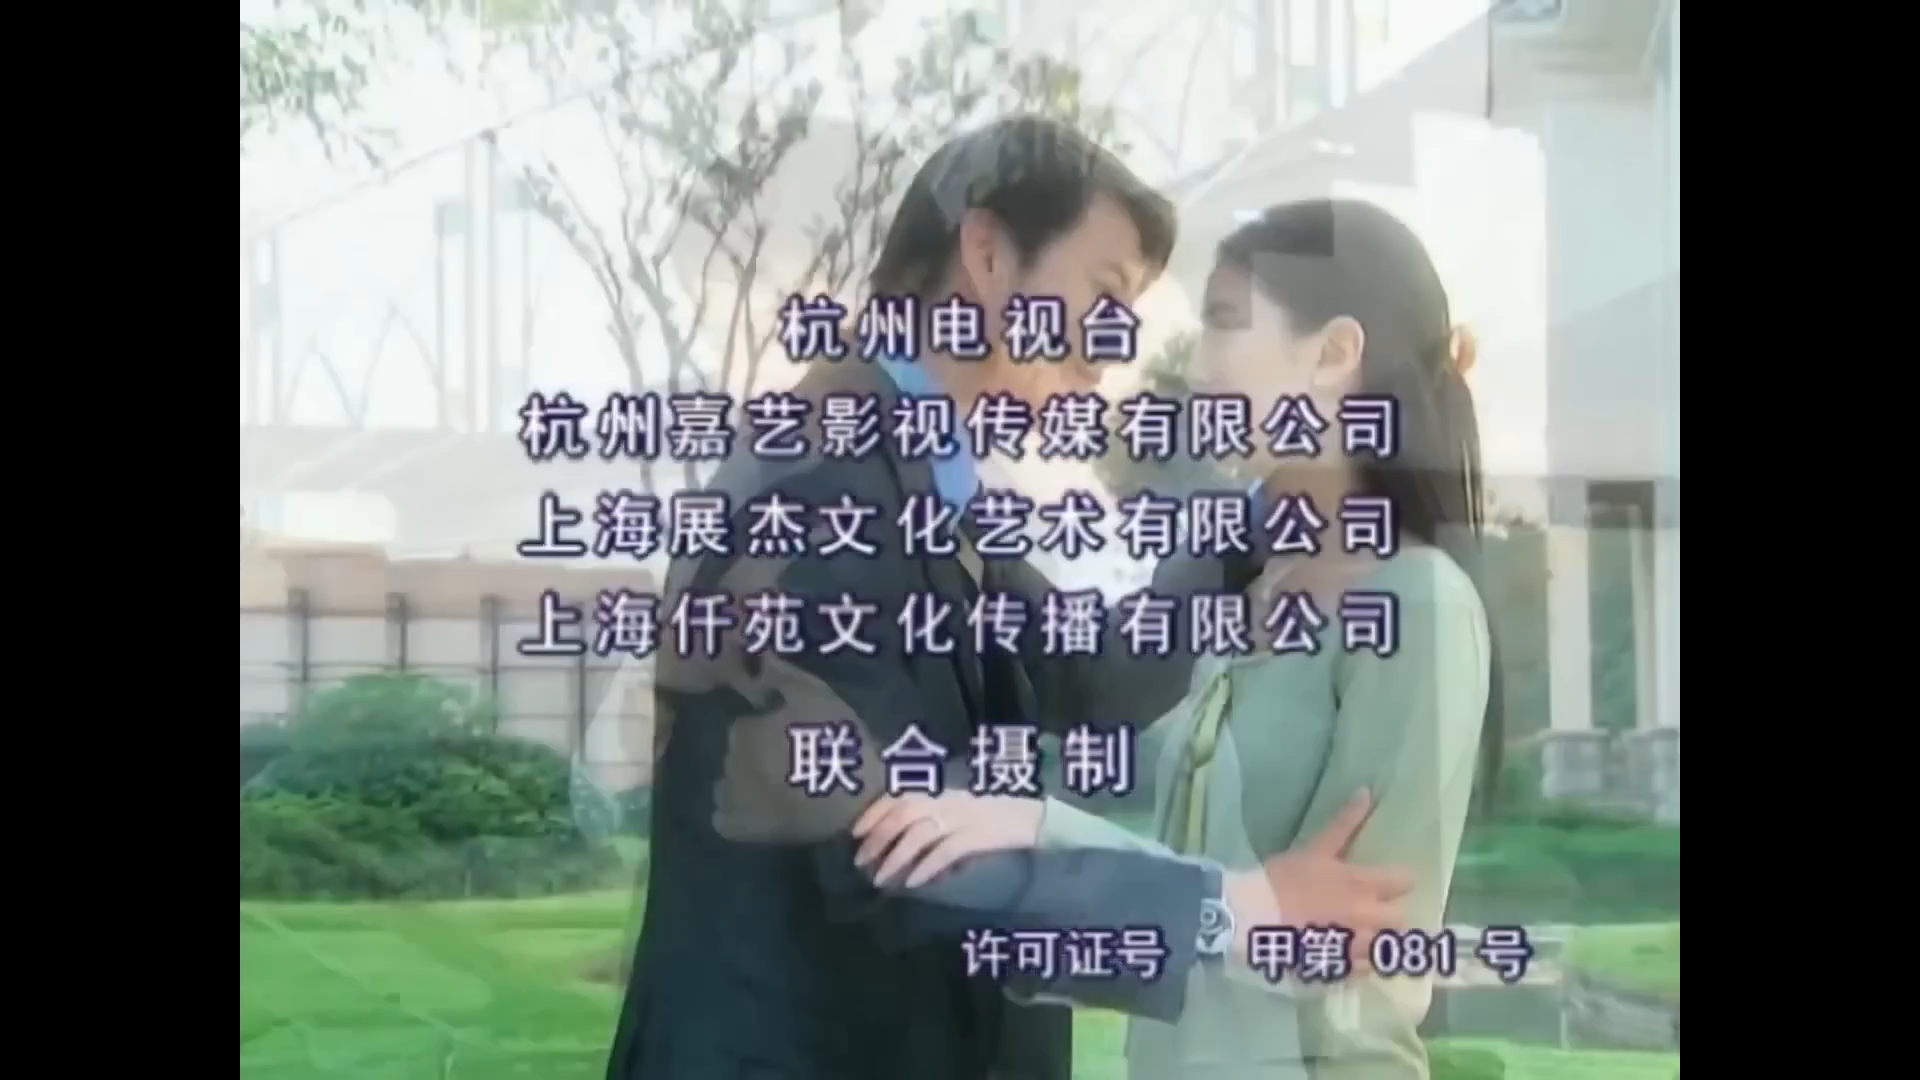 杭州电视台
杭州嘉艺影视传媒有限公司
上海展杰文化艺术有限公司
上海仟苑文化传播有限公司
联合摄制
许可证号 甲第 081 号